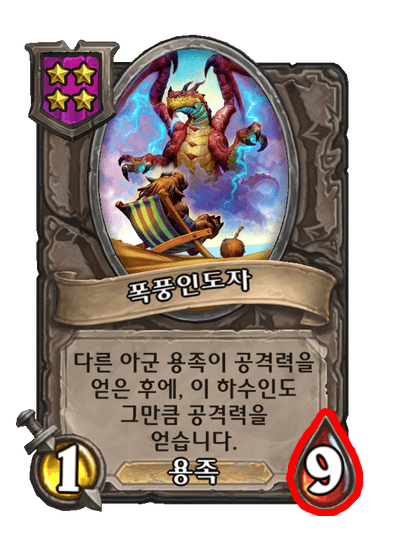 폭풍인도자
다른 아군 용족이 공격력을
얻은 후에, 이 하수인도
그만큼 공격력을
얻습니다.
1
용족
9